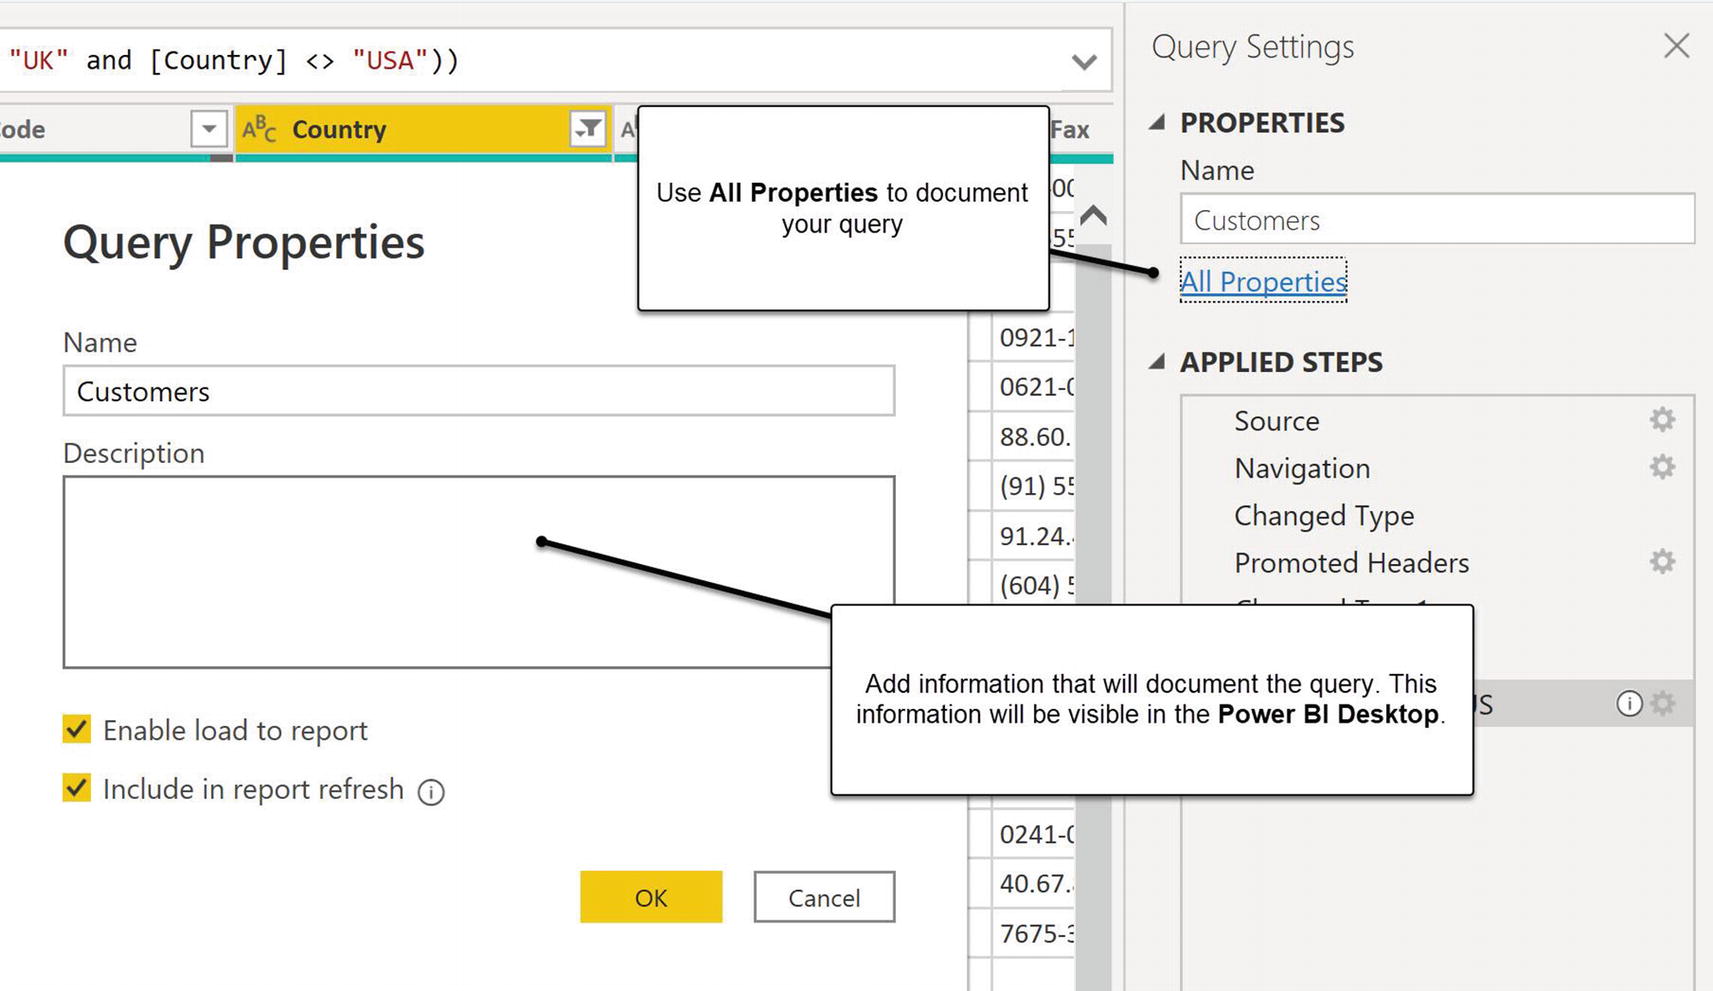 "UK" and [Country] <> "USA"))
ode
ABC Country
Fax
Query Properties
Name
Customers
Description
Enable load to report
Include in report refresh
OK
Cancel
Use All Properties to document
your query
0921-1
0621-0
88.60.
(91) 55
91.24.
(604) 5
0241-0
40.67.
7675-3
Add information that will document the query. This
information will be visible in the Power BI Desktop.
Query Settings
PROPERTIES
Name
Customers
All Properties
APPLIED STEPS
Source
Navigation
Changed Type
Promoted Headers